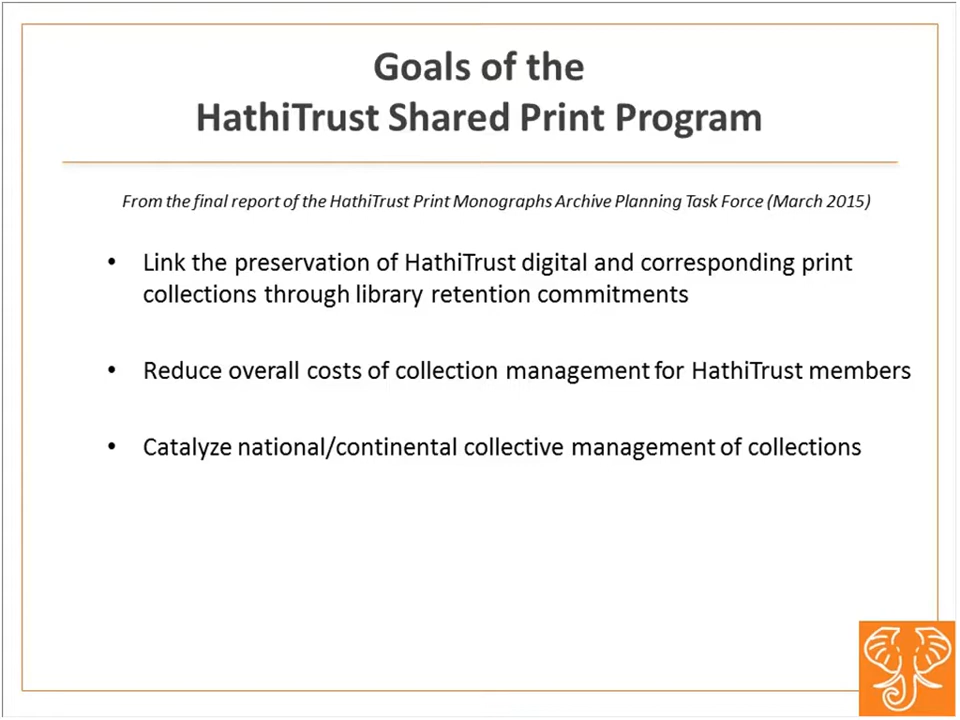 Goals of the
HathiTrust Shared Print Program
From the final report of the HathiTrust Print Monographs Archive Planning Task Force (March 2015)
• Link the preservation of HathiTrust digital and corresponding print
collections through library retention commitments
• Reduce overall costs of collection management for HathiTrust members
• Catalyze national/continental collective management of collections